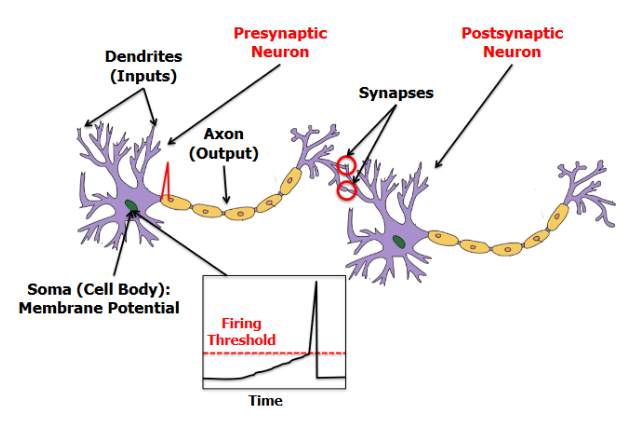 Presynaptic
Neuron
Postsynaptic
Neuron
Dendrites
(Inputs)
Synapses
Axon
(Output)
Soma (Cell Body):
Membrane Potential
Firing
Threshold
Time